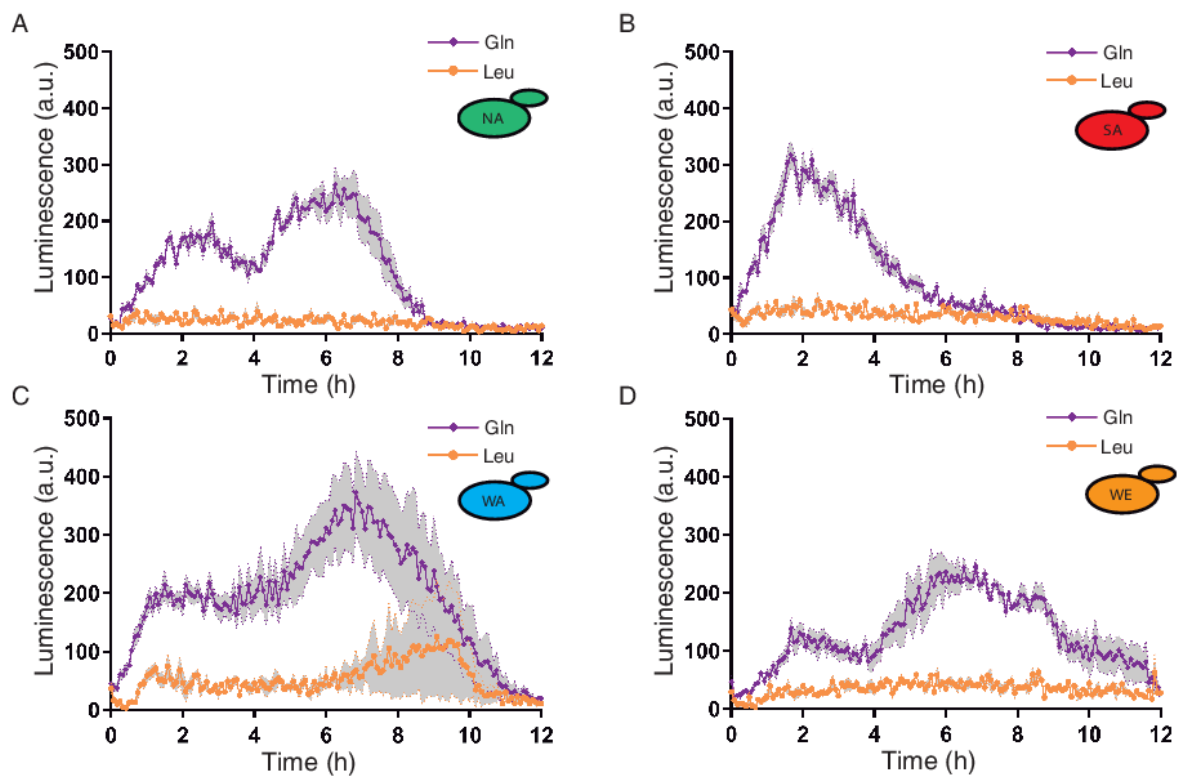 A
Luminescence (a.u.)
500
400
300
200
100
0
Gln
Leu
NA
0 2 4 6 8 10 12
Time (h)
B
Luminescence (a.u.)
500
400
300
200
100
0
Gln
Leu
SA
0 2 4 6 8 10 12
Time (h)
C
Luminescence (a.u.)
500
400
300
200
100
0
Gln
Leu
WA
0 2 4 6 8 10 12
Time (h)
D
Luminescence (a.u.)
500
400
300
200
100
0
Gln
Leu
WE
0 2 4 6 8 10 12
Time (h)